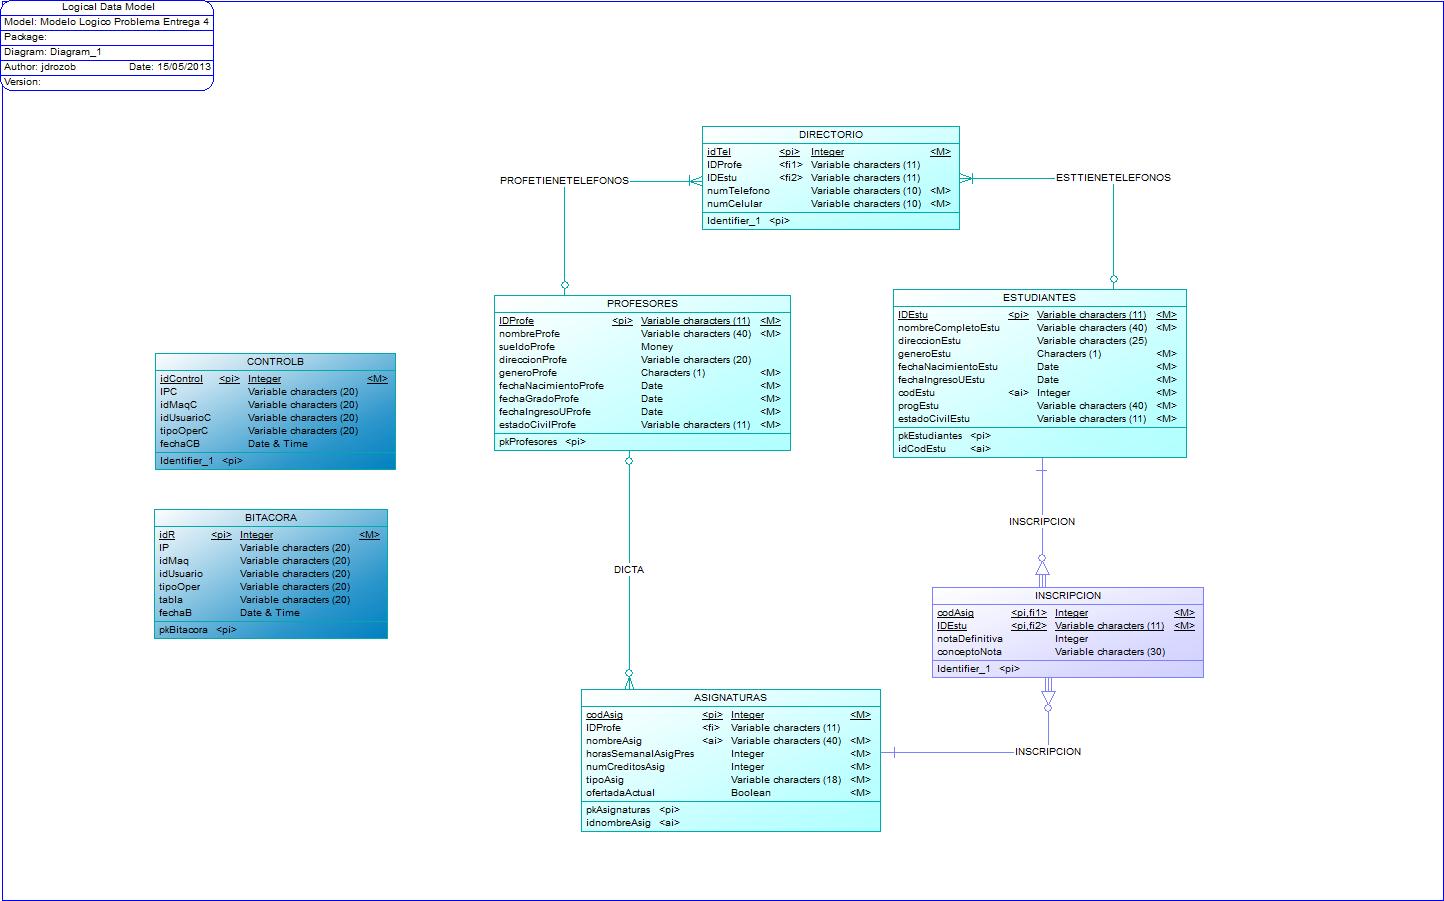 Logical Data Model
Model: Modelo Logico Problema Entrega 4
Package:
Diagram: Diagram_1
Author: jdrozob Date: 15/05/2013
Version:
DIRECTORIO
idTel <pi> Integer <M>
IDProfe <fi1> Variable characters (11)
IDEstu <fi2> Variable characters (11)
numTelefono Variable characters (10) <M>
numCelular Variable characters (10) <M>
Identifier_1 <pi>
PROFETIENETELEFONOS
ESTTIENETELEFONOS
PROFESORES
IDProfe <pi> Variable characters (11) <M>
nombreProfe Variable characters (40) <M>
sueldoProfe Money
direccionProfe Variable characters (20)
generoProfe Characters (1) <M>
fechaNacimientoProfe Date <M>
fechaGradoProfe Date <M>
fechaIngresoUProfe Date <M>
estadoCivilProfe Variable characters (11) <M>
pkProfesores <pi>
ESTUDIANTES
IDEstu <pi> Variable characters (11) <M>
nombreCompletoEstu Variable characters (40) <M>
direccionEstu Variable characters (25)
generoEstu Characters (1) <M>
fechaNacimientoEstu Date <M>
fechaIngresoUEstu Date <M>
codEstu <ai> Integer <M>
progEstu Variable characters (40) <M>
estadoCivilEstu Variable characters (11) <M>
pkEstudiantes <pi>
idCodEstu <ai>
CONTROLB
idControl <pi> Integer <M>
IPC Variable characters (20)
idMaqC Variable characters (20)
idUsuarioC Variable characters (20)
tipoOperC Variable characters (20)
fechaCB Date & Time
Identifier_1 <pi>
BITACORA
idR <pi> Integer <M>
IP Variable characters (20)
idMaq Variable characters (20)
idUsuario Variable characters (20)
tipoOper Variable characters (20)
tabla Variable characters (20)
fechaB Date & Time
pkBitacora <pi>
DICTA
INSCRIPCION
INSCRIPCION
codAsig <pi,fi1> Integer <M>
IDEstu <pi,fi2> Variable characters (11) <M>
notaDefinitiva Integer
conceptoNota Variable characters (30)
Identifier_1 <pi>
ASIGNATURAS
codAsig <pi> Integer <M>
IDProfe <fi> Variable characters (11)
nombreAsig <ai> Variable characters (40) <M>
horasSemanalAsigPres Integer <M>
numCreditosAsig Integer <M>
tipoAsig Variable characters (18) <M>
ofertadaActual Boolean <M>
pkAsignaturas <pi>
idnombreAsig <ai>
INSCRIPCION